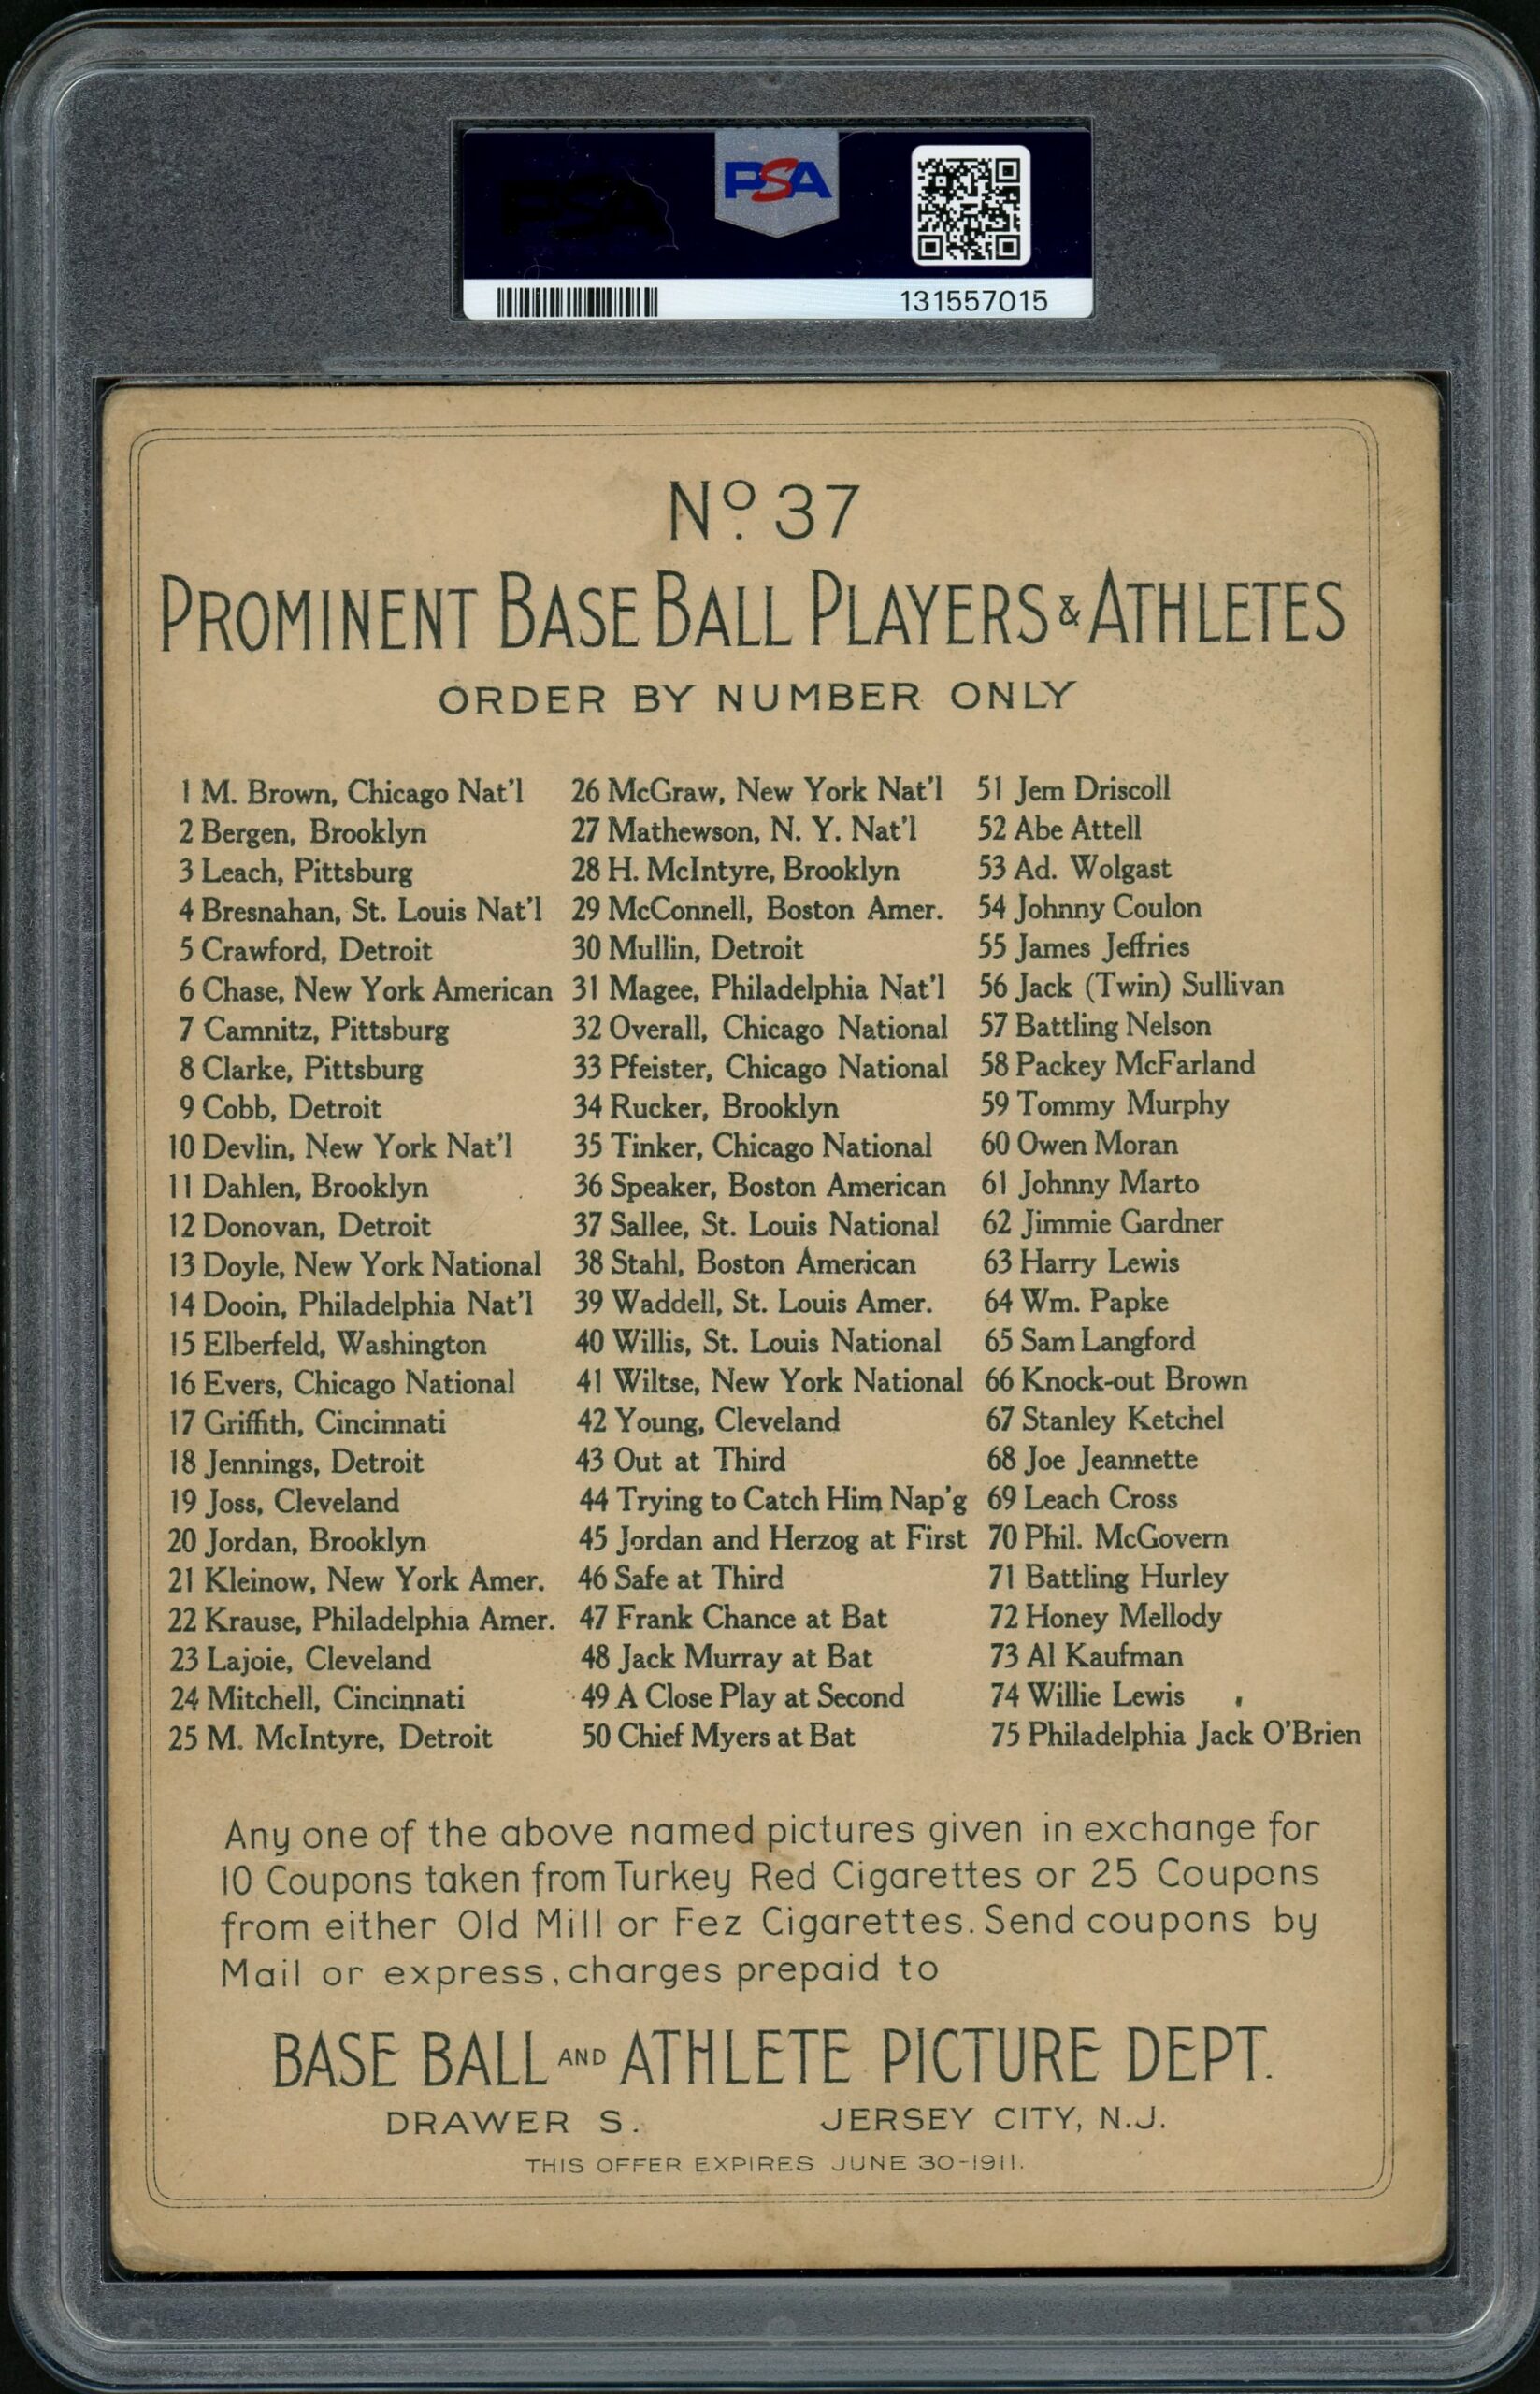 PSA
131557015
No. 37
PROMINENT BASE BALL PLAYERS & ATHLETES
ORDER BY NUMBER ONLY
1 M. Brown, Chicago Nat'l
2 Bergen, Brooklyn
3 Leach, Pittsburg
4 Bresnahan, St. Louis Nat'l
5 Crawford, Detroit
6 Chase, New York American
7 Camnitz, Pittsburg
8 Clarke, Pittsburg
9 Cobb, Detroit
10 Devlin, New York Nat'l
11 Dahlen, Brooklyn
12 Donovan, Detroit
13 Doyle, New York National
14 Dooin, Philadelphia Nat'l
15 Elberfeld, Washington
16 Evers, Chicago National
17 Griffith, Cincinnati
18 Jennings, Detroit
19 Joss, Cleveland
20 Jordan, Brooklyn
21 Kleinow, New York Amer.
22 Krause, Philadelphia Amer.
23 Lajoie, Cleveland
24 Mitchell, Cincinnati
25 M. McIntyre, Detroit
26 McGraw, New York Nat'l
27 Mathewson, N. Y. Nat'l
28 H. McIntyre, Brooklyn
29 McConnell, Boston Amer.
30 Mullin, Detroit
31 Magee, Philadelphia Nat'l
32 Overall, Chicago National
33 Pfeister, Chicago National
34 Rucker, Brooklyn
35 Tinker, Chicago National
36 Speaker, Boston American
37 Sallee, St. Louis National
38 Stahl, Boston American
39 Waddell, St. Louis Amer.
40 Willis, St. Louis National
41 Wiltse, New York National
42 Young, Cleveland
43 Out at Third
44 Trying to Catch Him Nap'g
45 Jordan and Herzog at First
46 Safe at Third
47 Frank Chance at Bat
48 Jack Murray at Bat
49 A Close Play at Second
50 Chief Myers at Bat
51 Jem Driscoll
52 Abe Attell
53 Ad. Wolgast
54 Johnny Coulon
55 James Jeffries
56 Jack (Twin) Sullivan
57 Battling Nelson
58 Packey McFarland
59 Tommy Murphy
60 Owen Moran
61 Johnny Marto
62 Jimmie Gardner
63 Harry Lewis
64 Wm. Papke
65 Sam Langford
66 Knock-out Brown
67 Stanley Ketchel
68 Joe Jeannette
69 Leach Cross
70 Phil. McGovern
71 Battling Hurley
72 Honey Mellody
73 Al Kaufman
74 Willie Lewis
75 Philadelphia Jack O'Brien
Any one of the above named pictures given in exchange for
10 Coupons taken from Turkey Red Cigarettes or 25 Coupons
from either Old Mill or Fez Cigarettes. Send coupons by
Mail or express, charges prepaid to
BASE BALL AND ATHLETE PICTURE DEPT.
DRAWER S. JERSEY CITY, N.J.
THIS OFFER EXPIRES JUNE 30-1911.